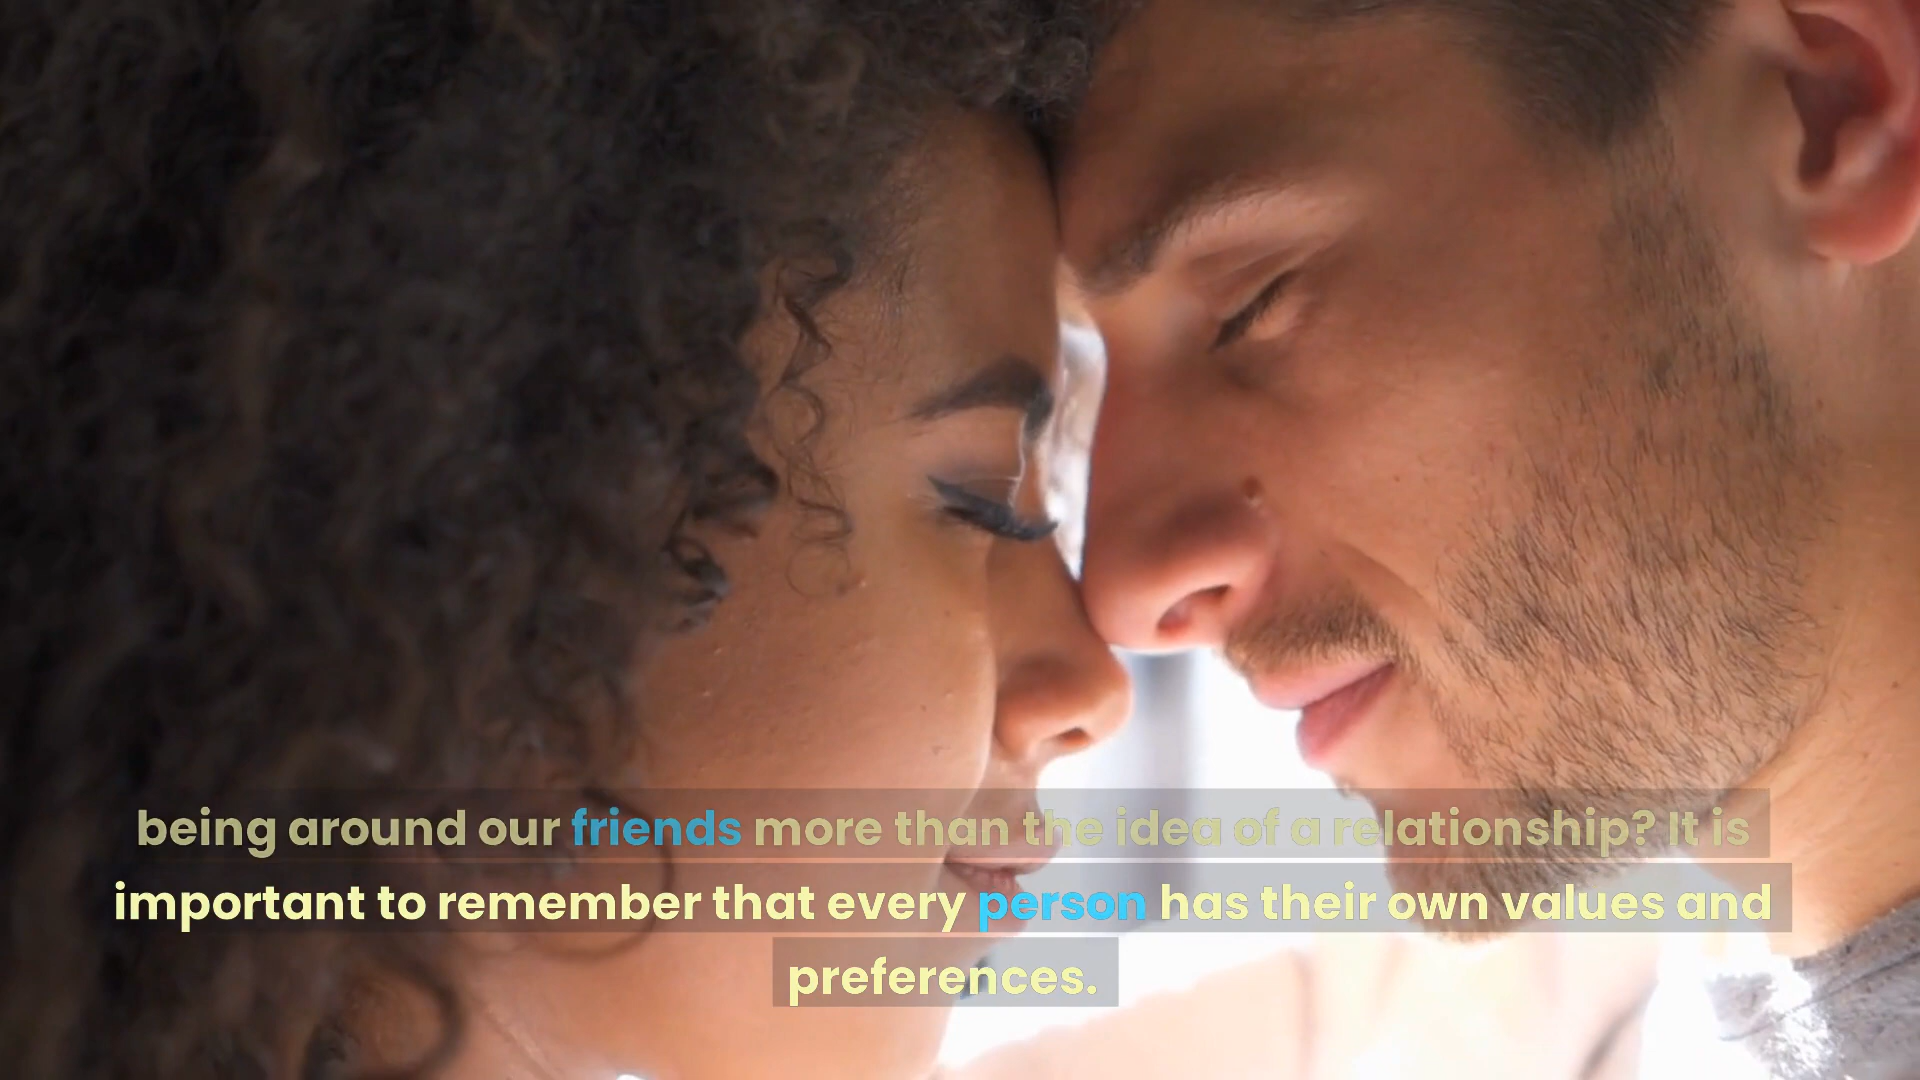 being around our friends more than the idea of a relationship? It is
important to remember that every person has their own values and
preferences.